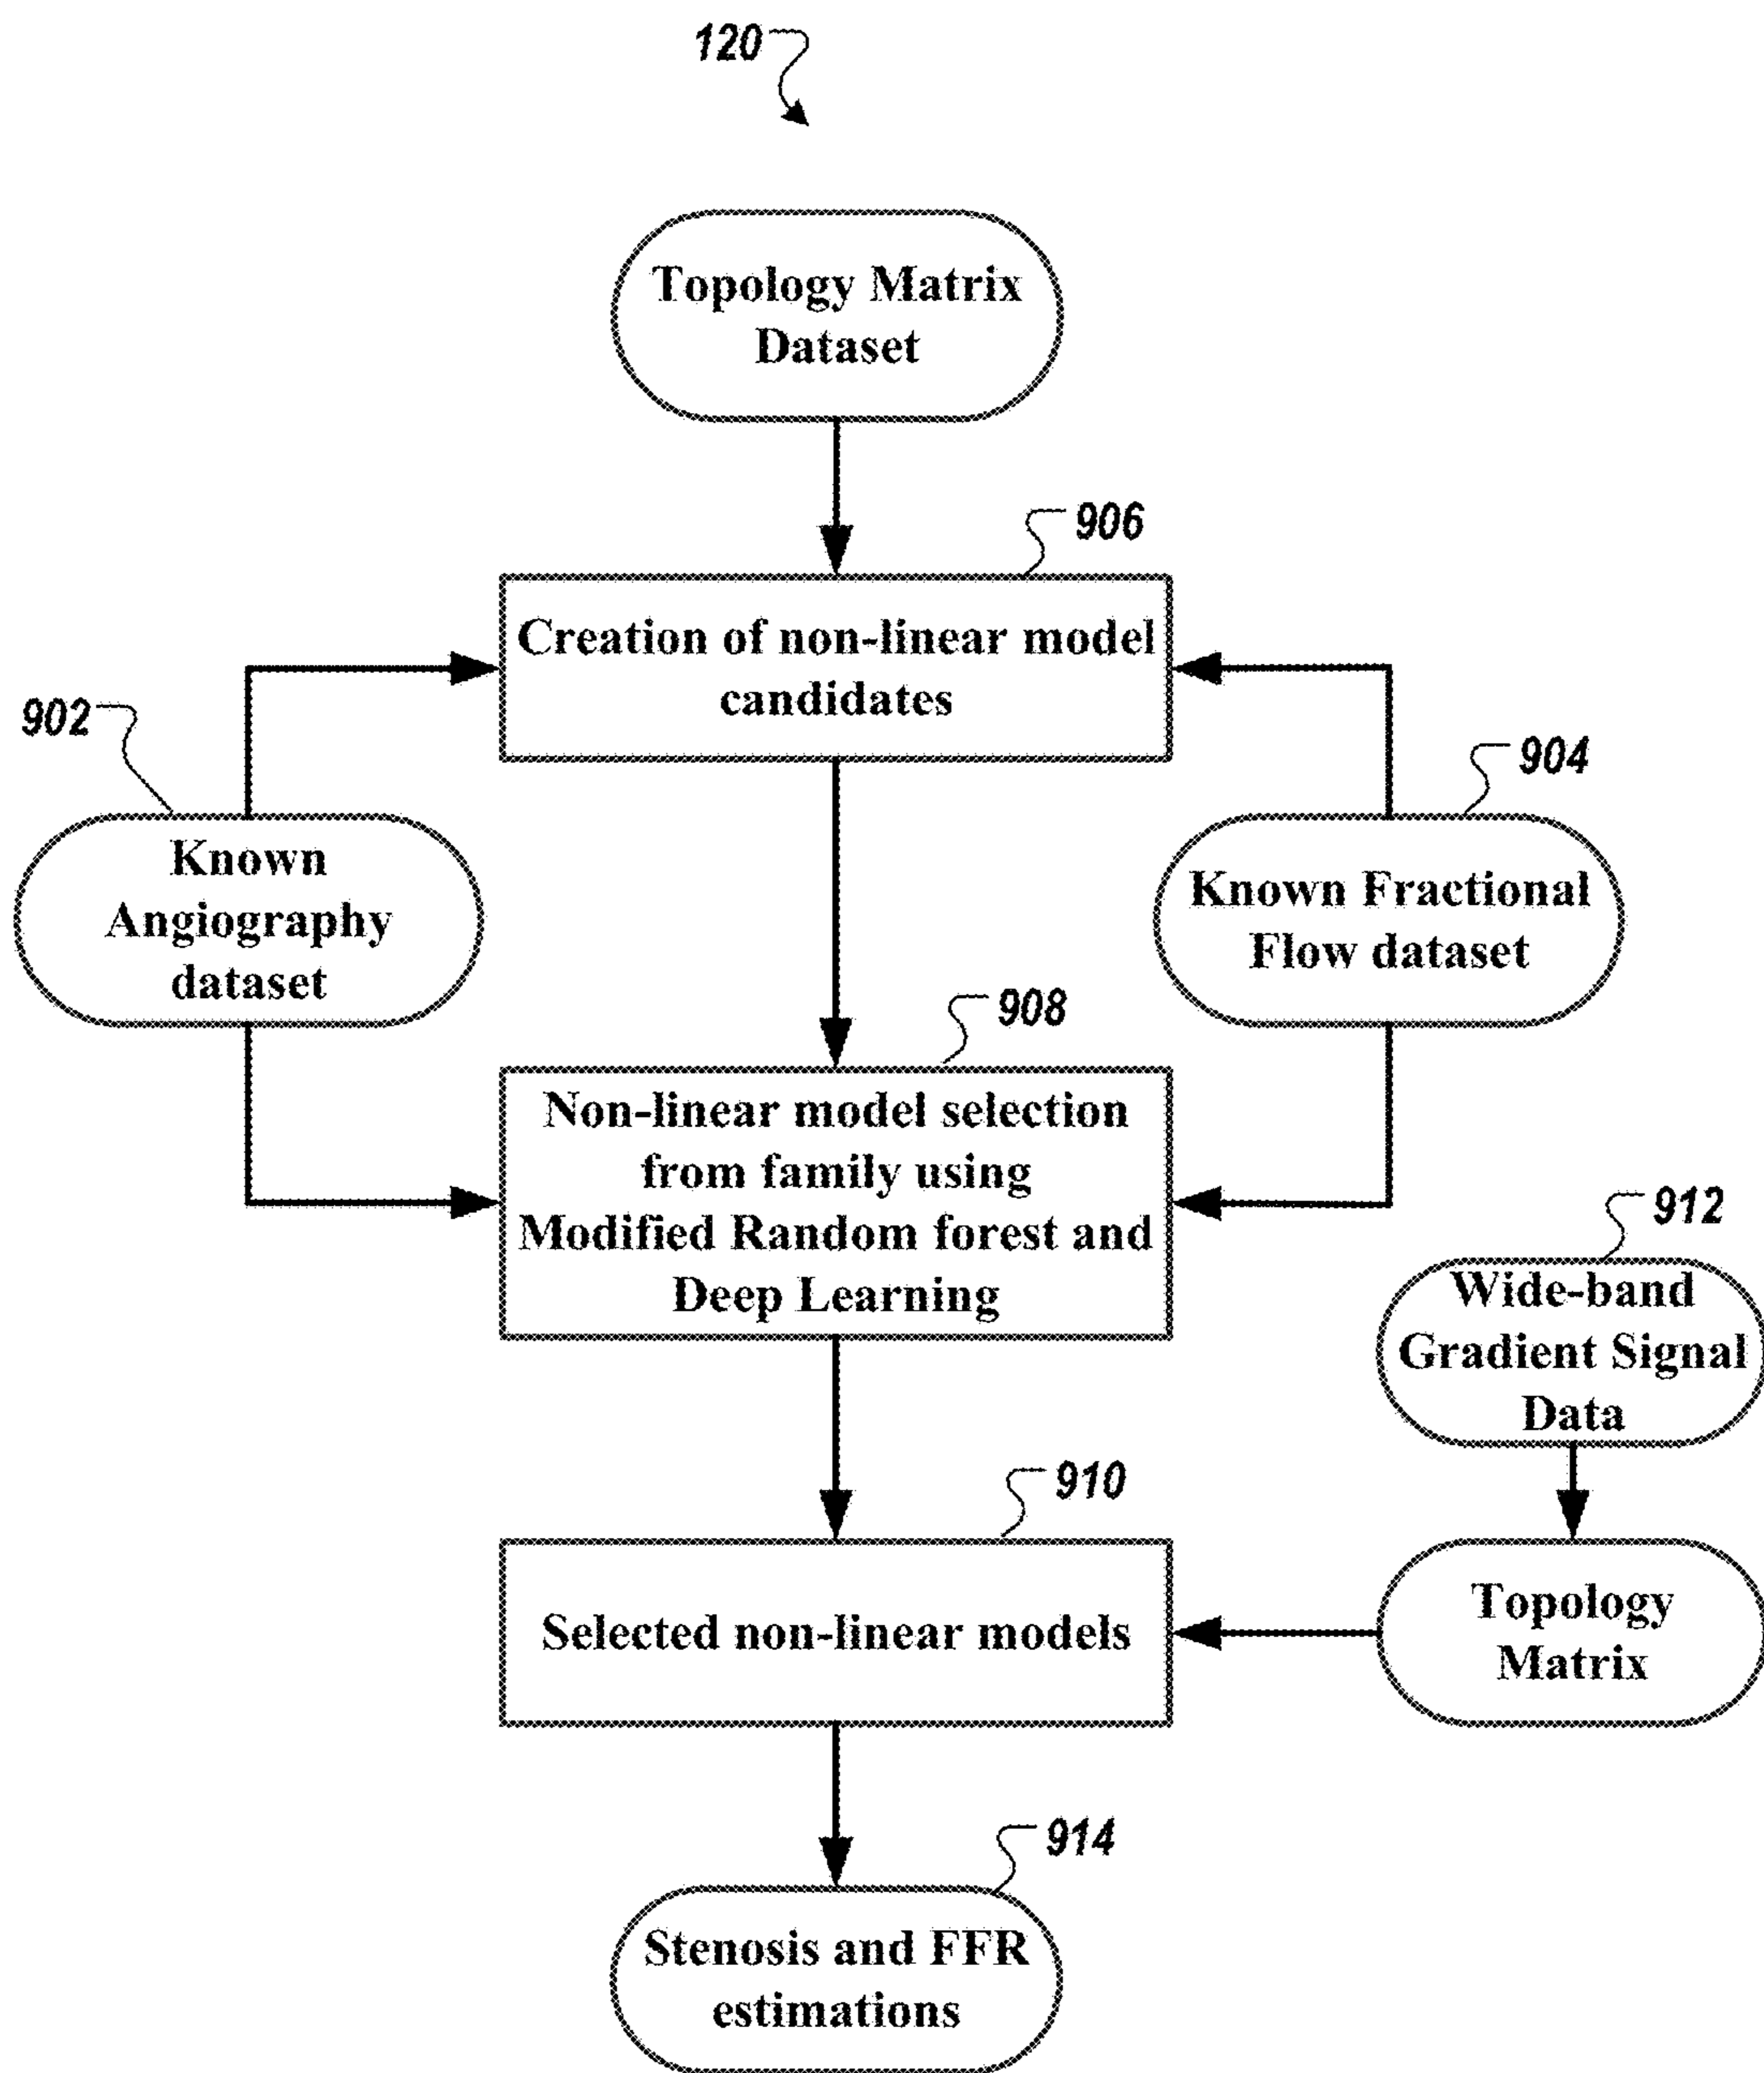 120
Topology Matrix
Dataset
906
Creation of non-linear model
candidates
902
Known
Angiography
dataset
904
Known Fractional
Flow dataset
908
Non-linear model selection
from family using
Modified Random forest and
Deep Learning
912
Wide-band
Gradient Signal
Data
910
Selected non-linear models
Topology
Matrix
914
Stenosis and FFR
estimations